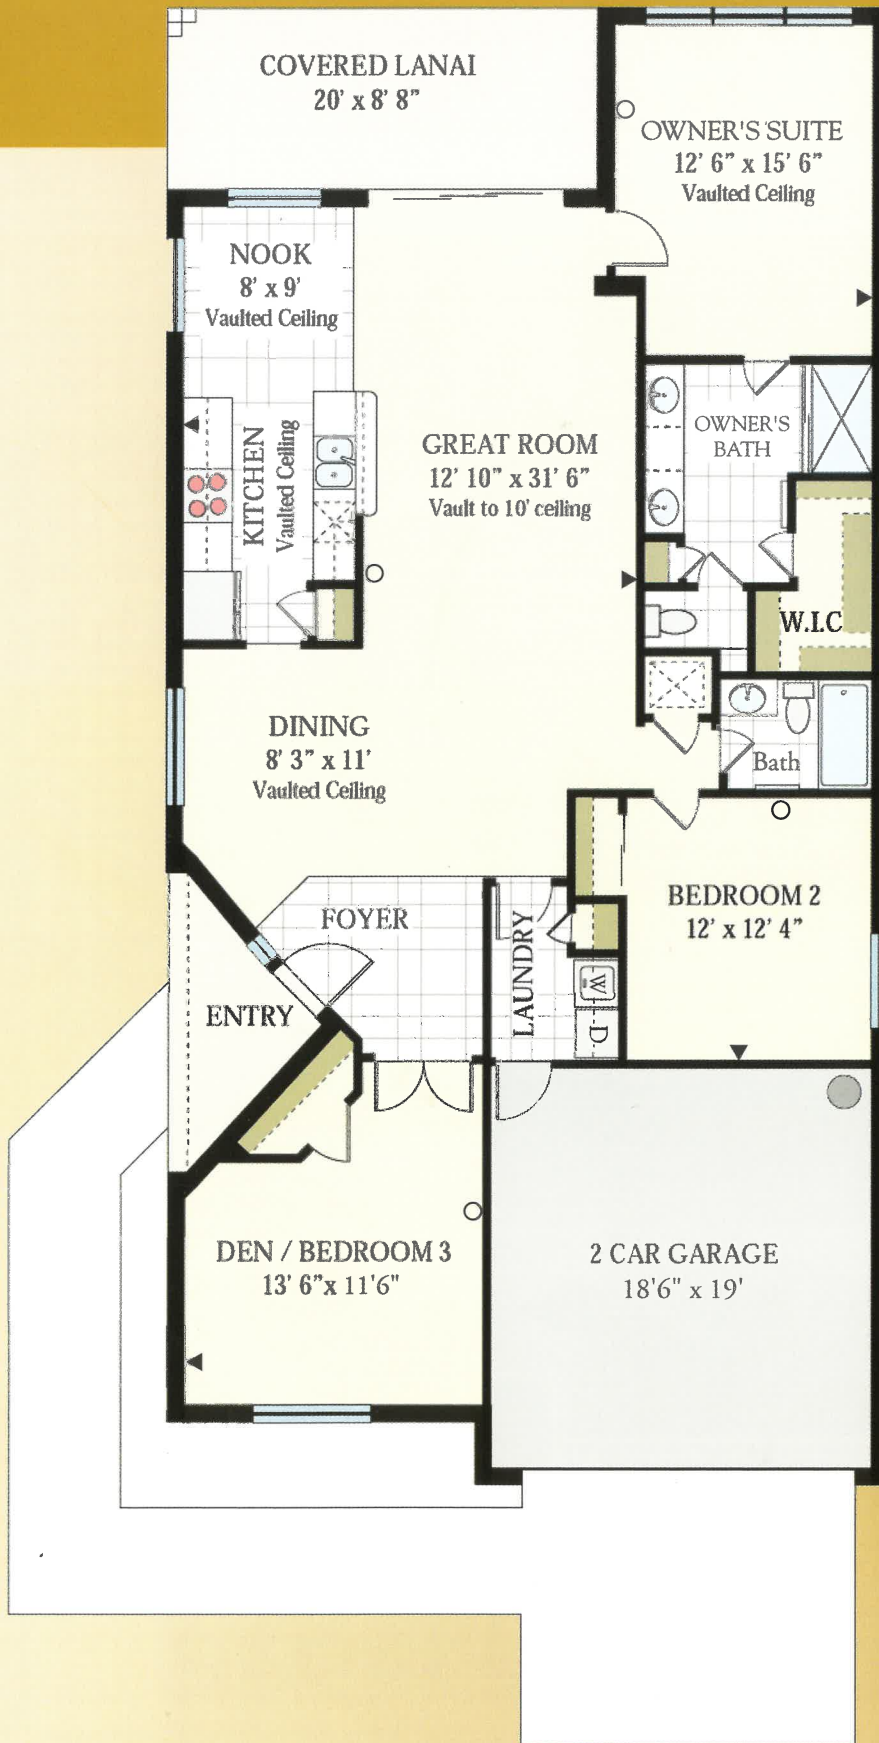 COVERED LANAI
20' x 8' 8"
OWNER'S SUITE
12' 6" x 15' 6"
Vaulted Ceiling
NOOK
8' x 9'
Vaulted Ceiling
KITCHEN
Vaulted Ceiling
GREAT ROOM
12' 10" x 31' 6"
Vault to 10' ceiling
OWNER'S
BATH
W.I.C
DINING
8' 3" x 11'
Vaulted Ceiling
Bath
BEDROOM 2
12' x 12' 4"
FOYER
LAUNDRY
W
D
ENTRY
DEN / BEDROOM 3
13' 6"x 11'6"
2 CAR GARAGE
18'6" x 19'